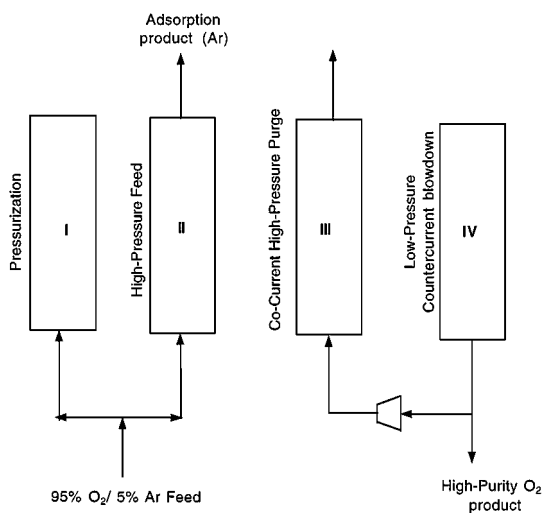 Adsorption
product (Ar)
Pressurization
I
High-Pressure Feed
II
Co-Current High-Pressure Purge
III
Low-Pressure
Countercurrent blowdown
IV
95% O₂/ 5% Ar Feed
High-Purity O₂
product